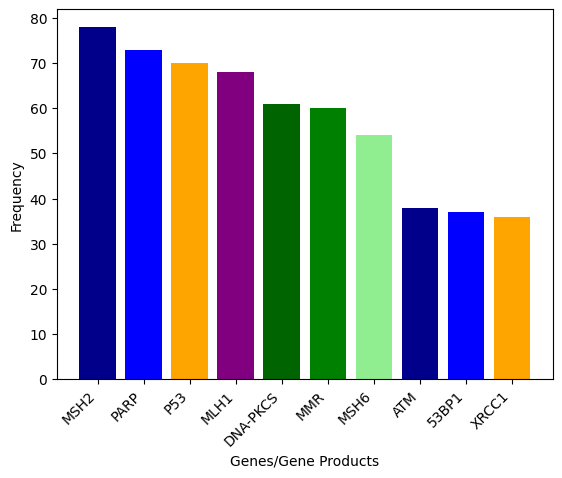 80
70
60
50
40
30
20
10
0
Frequency
MSH2
PARP
P53
MLH1
DNA-PKCS
MMR
MSH6
ATM
53BP1
XRCC1
Genes/Gene Products